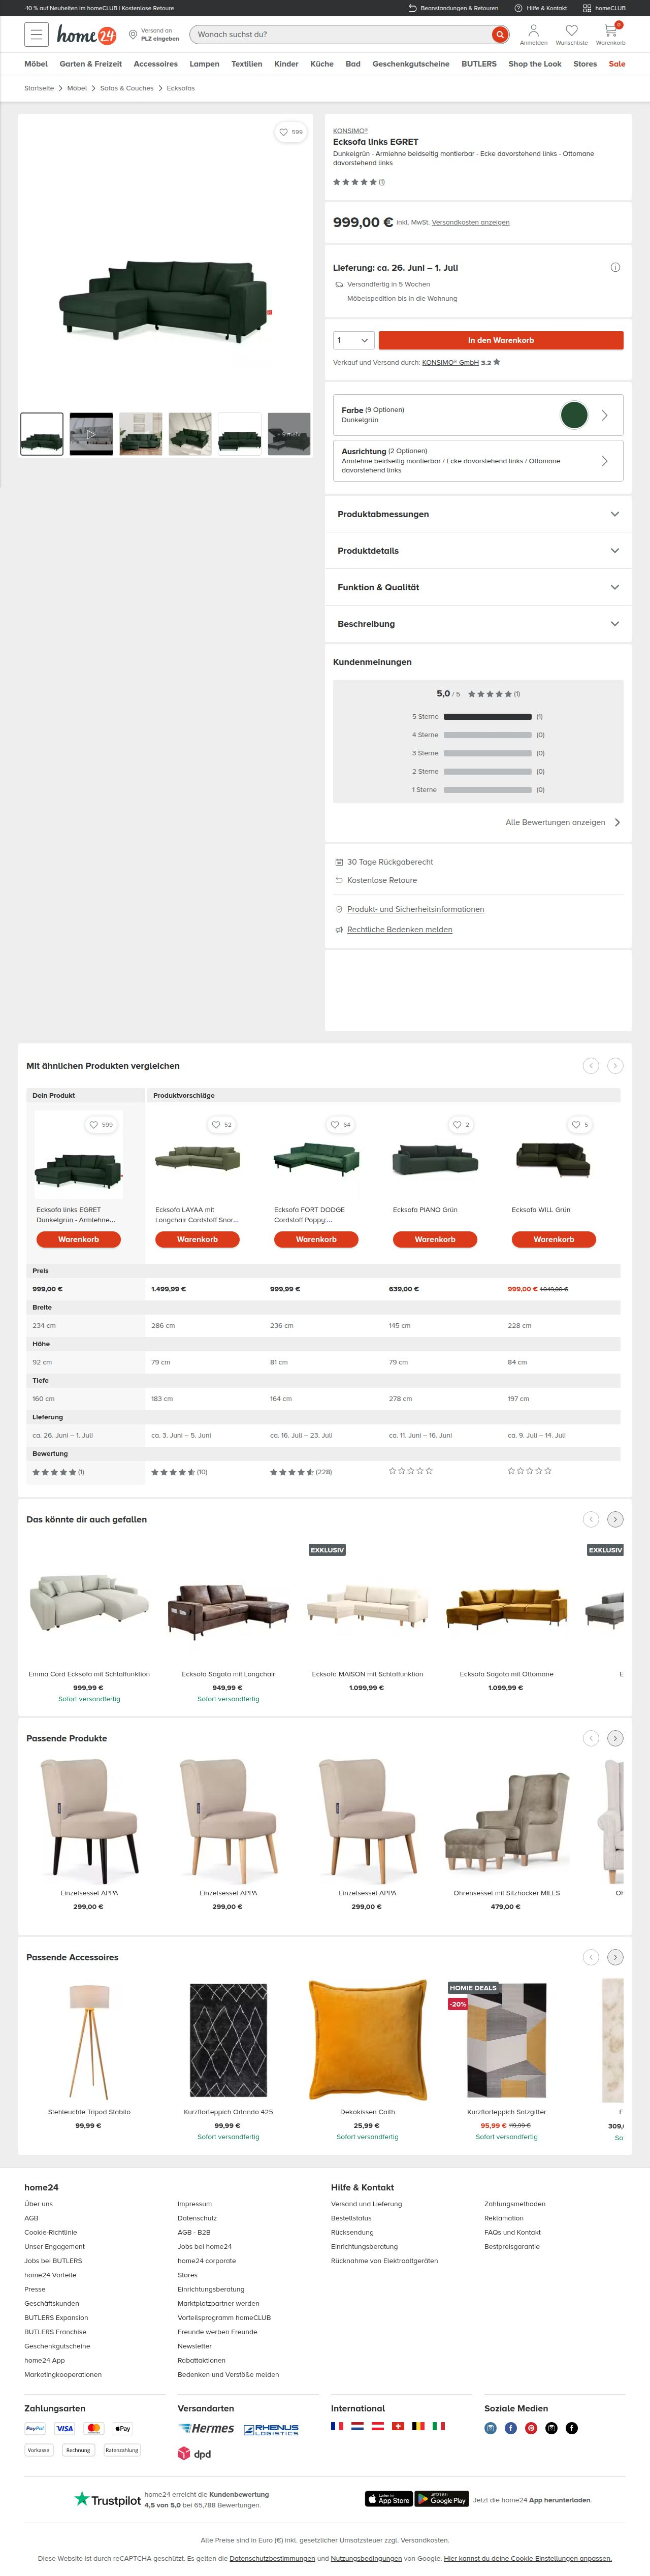 -10 % auf Neuheiten im homeCLUB I Kostenlose Retoure
Beanstandungen & Retouren
Hilfe & Kontakt
homeCLUB
home24
Versand an
PLZ eingeben
Wonach suchst du?
Anmelden
Wunschliste
0
Warenkorb
Möbel
Garten & Freizeit
Accessoires
Lampen
Textilien
Kinder
Küche
Bad
Geschenkgutscheine
BUTLERS
Shop the Look
Stores
Sale
Startseite
Möbel
Sofas & Couches
Ecksofas
599
KONSIMO®
Ecksofa links EGRET
Dunkelgrün - Armlehne beidseitig montierbar - Ecke davorstehend links - Ottomane
davorstehend links
(1)
999,00 € inkl. MwSt. Versandkosten anzeigen
Lieferung: ca. 26. Juni – 1. Juli
Versandfertig in 5 Wochen
Möbelspedition bis in die Wohnung
1
In den Warenkorb
Verkauf und Versand durch: KONSIMO® GmbH 3.2
Farbe (9 Optionen)
Dunkelgrün
Ausrichtung (2 Optionen)
Armlehne beidseitig montierbar / Ecke davorstehend links / Ottomane
davorstehend links
Produktabmessungen
Produktdetails
Funktion & Qualität
Beschreibung
Kundenmeinungen
5,0 / 5
(1)
5 Sterne (1)
4 Sterne (0)
3 Sterne (0)
2 Sterne (0)
1 Sterne (0)
Alle Bewertungen anzeigen
30 Tage Rückgaberecht
Kostenlose Retoure
Produkt- und Sicherheitsinformationen
Rechtliche Bedenken melden
Mit ähnlichen Produkten vergleichen
Dein Produkt
Produktvorschläge
599
52
64
2
5
Ecksofa links EGRET
Dunkelgrün - Armlehne...
Ecksofa LAYAA mit
Longchair Cordstoff Snor...
Ecksofa FORT DODGE
Cordstoff Poppy:...
Ecksofa PIANO Grün
Ecksofa WILL Grün
Warenkorb
Warenkorb
Warenkorb
Warenkorb
Warenkorb
Preis
999,00 €
1.499,99 €
999,99 €
639,00 €
999,00 € 1.049,00 €
Breite
234 cm
286 cm
236 cm
145 cm
228 cm
Höhe
92 cm
79 cm
81 cm
79 cm
84 cm
Tiefe
160 cm
183 cm
164 cm
278 cm
197 cm
Lieferung
ca. 26. Juni – 1. Juli
ca. 3. Juni – 5. Juni
ca. 16. Juli – 23. Juli
ca. 11. Juni – 16. Juni
ca. 9. Juli – 14. Juli
Bewertung
(1)
(10)
(228)
Das könnte dir auch gefallen
EXKLUSIV
EXKLUSIV
Emma Cord Ecksofa mit Schlaffunktion
Ecksofa Sagata mit Longchair
Ecksofa MAISON mit Schlaffunktion
Ecksofa Sagata mit Ottomane
E
999,99 €
949,99 €
1.099,99 €
1.099,99 €
Sofort versandfertig
Sofort versandfertig
Passende Produkte
Einzelsessel APPA
Einzelsessel APPA
Einzelsessel APPA
Ohrensessel mit Sitzhocker MILES
Oh
299,00 €
299,00 €
299,00 €
479,00 €
Passende Accessoires
HOMIE DEALS
-20%
Stehleuchte Tripod Stabilo
Kurzflorteppich Orlando 425
Dekokissen Caith
Kurzflorteppich Salzgitter
F
99,99 €
99,99 €
25,99 €
95,99 € 119,99 €
309,
Sofort versandfertig
Sofort versandfertig
Sofort versandfertig
So
home24
Hilfe & Kontakt
Über uns
Impressum
Versand und Lieferung
Zahlungsmethoden
AGB
Datenschutz
Bestellstatus
Reklamation
Cookie-Richtlinie
AGB - B2B
Rücksendung
FAQs und Kontakt
Unser Engagement
Jobs bei home24
Einrichtungsberatung
Bestpreisgarantie
Jobs bei BUTLERS
home24 corporate
Rücknahme von Elektroaltgeräten
home24 Vorteile
Stores
Presse
Einrichtungsberatung
Geschäftskunden
Marktplatzpartner werden
BUTLERS Expansion
Vorteilsprogramm homeCLUB
BUTLERS Franchise
Freunde werben Freunde
Geschenkgutscheine
Newsletter
home24 App
Rabattaktionen
Marketingkooperationen
Bedenken und Verstöße melden
Zahlungsarten
Versandarten
International
Soziale Medien
PayPal
VISA
mastercard
Pay
Vorkasse
Rechnung
Ratenzahlung
Hermes
RHENUS
LOGISTICS
dpd
Trustpilot
home24 erreicht die Kundenbewertung
4,5 von 5,0 bei 65,788 Bewertungen.
Laden im
App Store
JETZT BEI
Google Play
Jetzt die home24 App herunterladen.
Alle Preise sind in Euro (€) inkl. gesetzlicher Umsatzsteuer zzgl. Versandkosten.
Diese Website ist durch reCAPTCHA geschützt. Es gelten die Datenschutzbestimmungen und Nutzungsbedingungen von Google. Hier kannst du deine Cookie-Einstellungen anpassen.